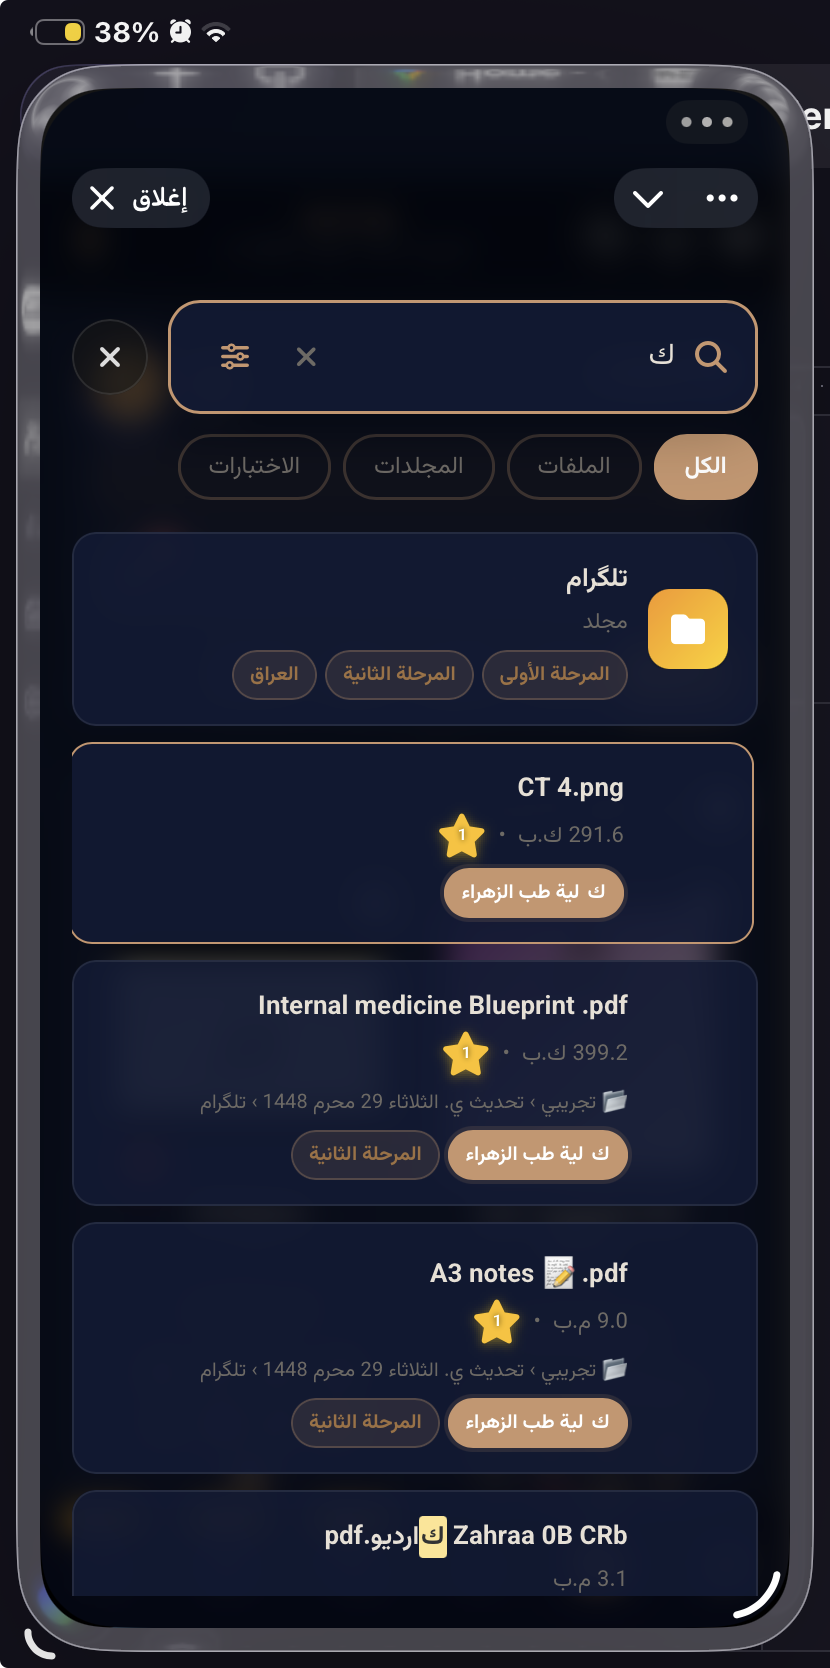 38%
إغلاق
ك
الكل
الملفات
المجلدات
الاختبارات
تلگرام
مجلد
المرحلة الأولى
المرحلة الثانية
العراق
CT 4.png
291.6 ك.ب • 1
ك لية طب الزهراء
Internal medicine Blueprint .pdf
399.2 ك.ب • 1
تجريبي › تحديث ي. الثلاثاء 29 محرم 1448 › تلگرام
ك لية طب الزهراء
المرحلة الثانية
A3 notes 📝 .pdf
9.0 م.ب • 1
تجريبي › تحديث ي. الثلاثاء 29 محرم 1448 › تلگرام
ك لية طب الزهراء
المرحلة الثانية
Zahraa 0B CRb كارديو.pdf
3.1 م.ب